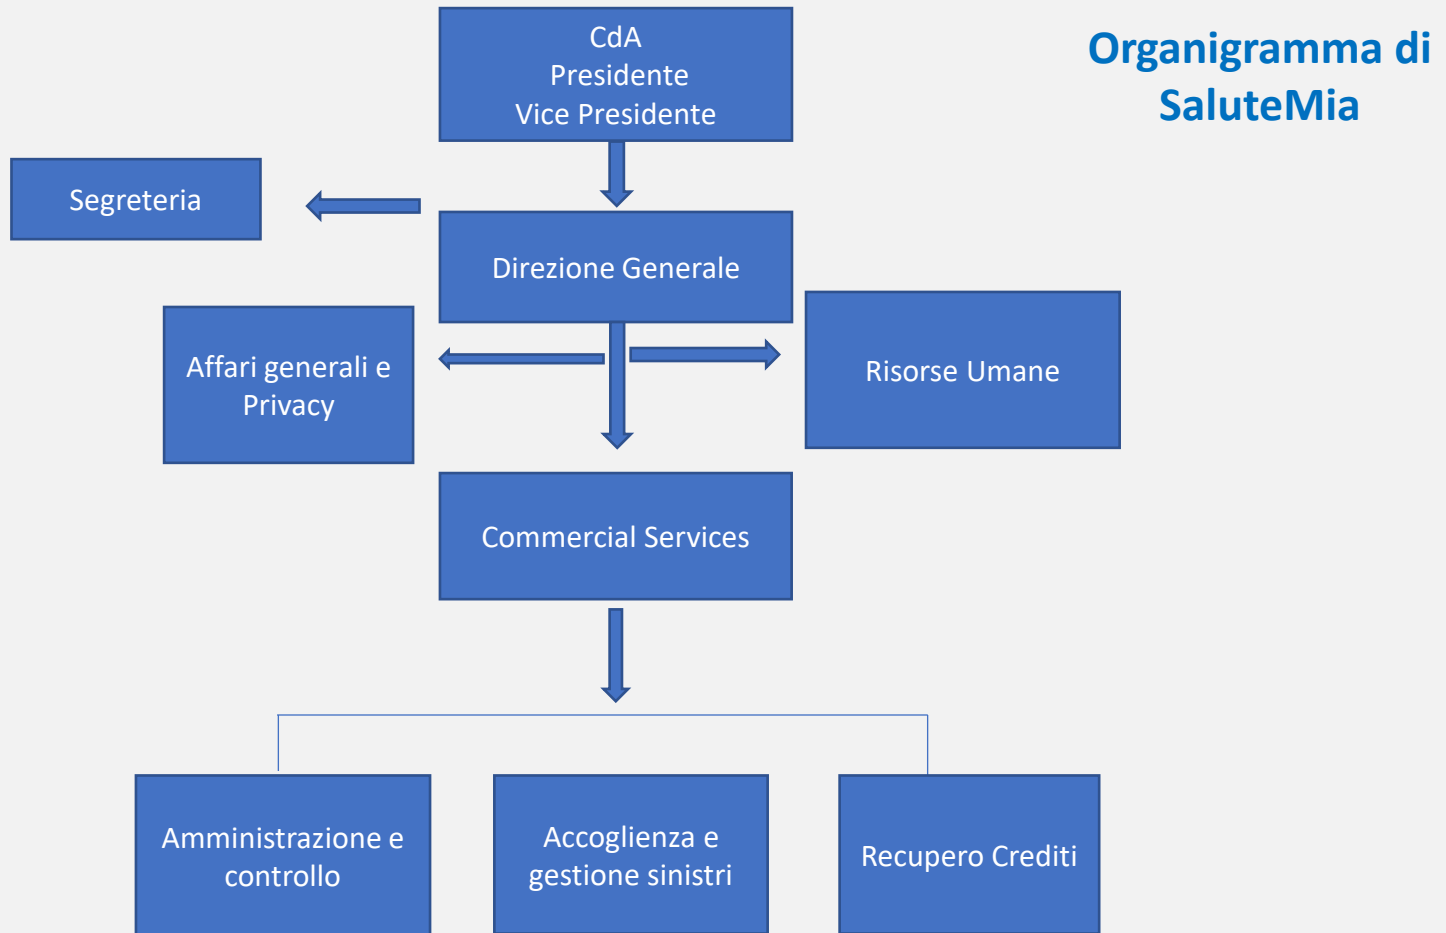 CdA
Presidente
Vice Presidente
Organigramma di
SaluteMia
Segreteria
Direzione Generale
Affari generali e
Privacy
Risorse Umane
Commercial Services
Amministrazione e
controllo
Accoglienza e
gestione sinistri
Recupero Crediti